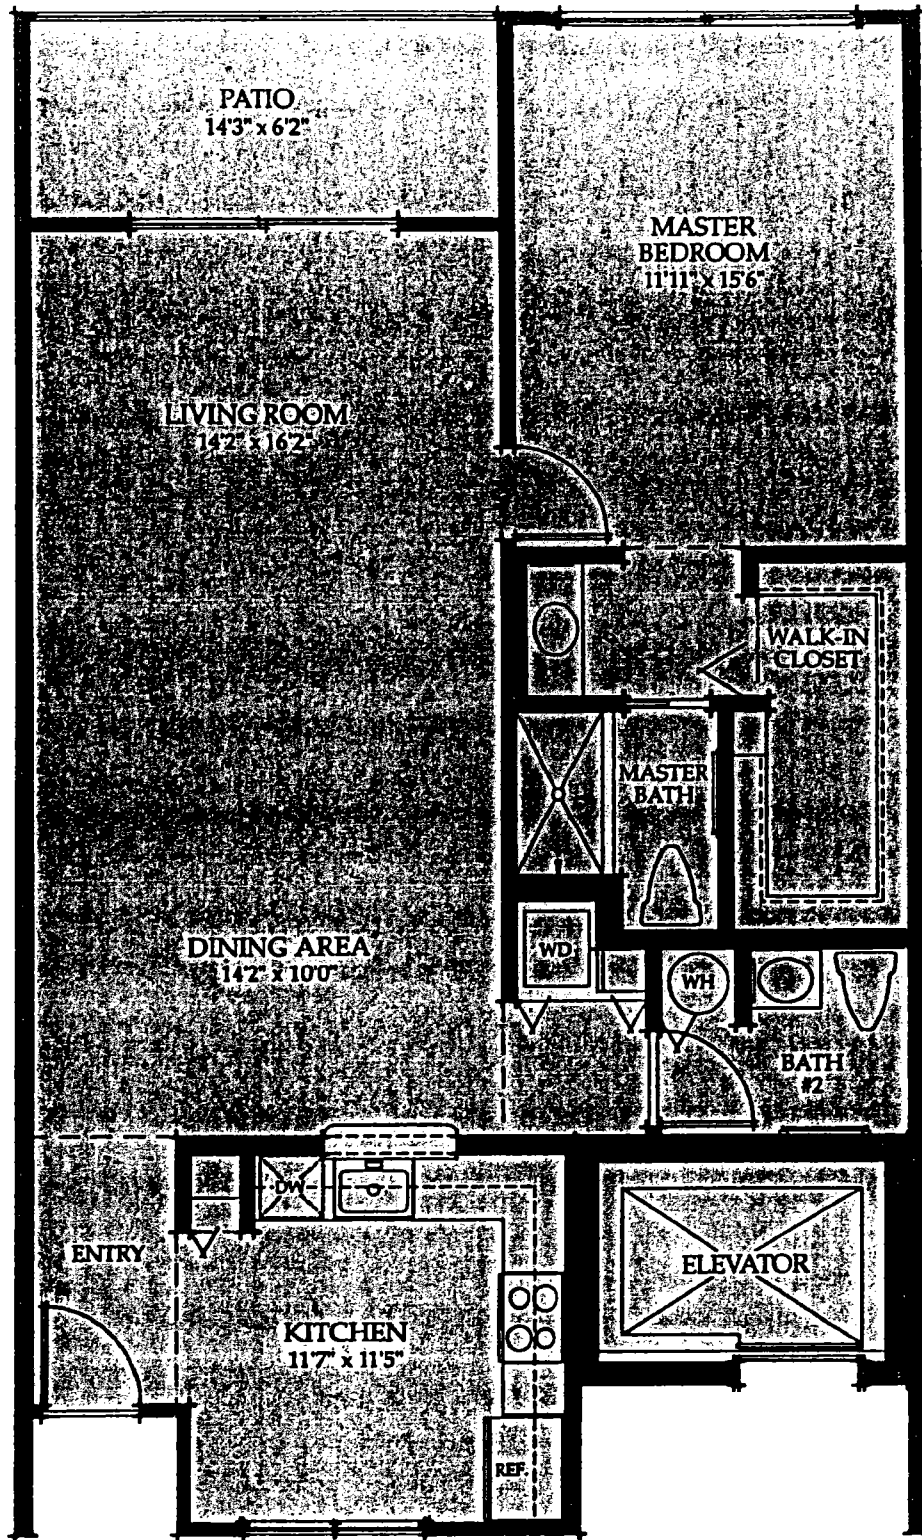 PATIO
14'3" x 6'2"
MASTER
BEDROOM
11'11" x 15'6"
LIVING ROOM
14'2" x 16'2"
WALK-IN
CLOSET
MASTER
BATH
DINING AREA
14'2" x 10'0"
WD
WH
BATH
#2
DW
ENTRY
ELEVATOR
KITCHEN
11'7" x 11'5"
REF.